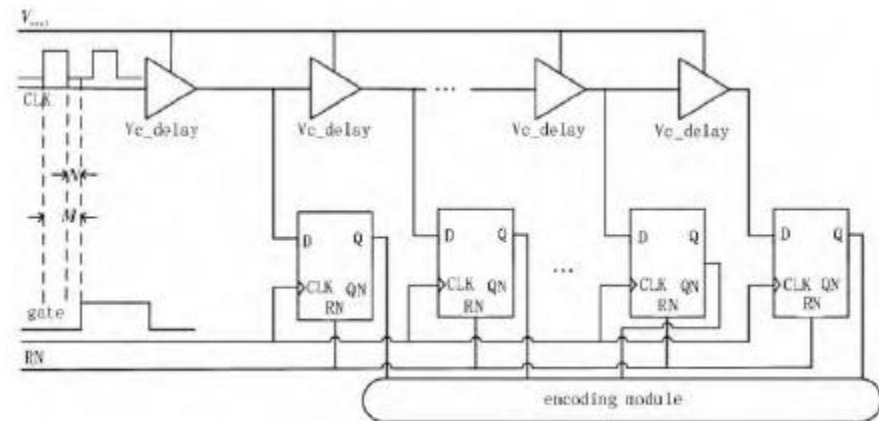 CLK
Vc_delay Vc_delay ... Vc_delay Vc_delay
N
M
D Q D Q D Q D Q
...
CLK QN CLK QN CLK QN CLK QN
RN RN RN RN
gate
RN
encoding module